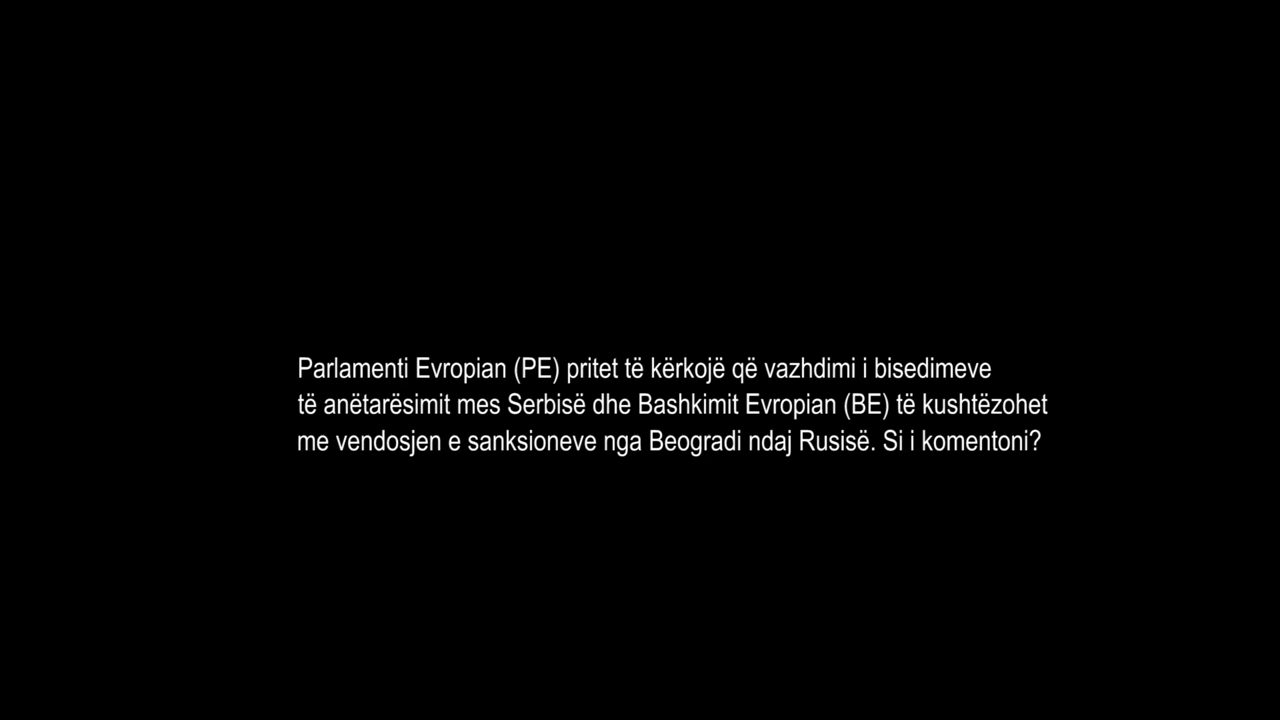 Parlamenti Evropian (PE) pritet të kërkojë që vazhdimi i bisedimeve
të anëtarësimit mes Serbisë dhe Bashkimit Evropian (BE) të kushtëzohet
me vendosjen e sanksioneve nga Beogradi ndaj Rusisë. Si i komentoni?